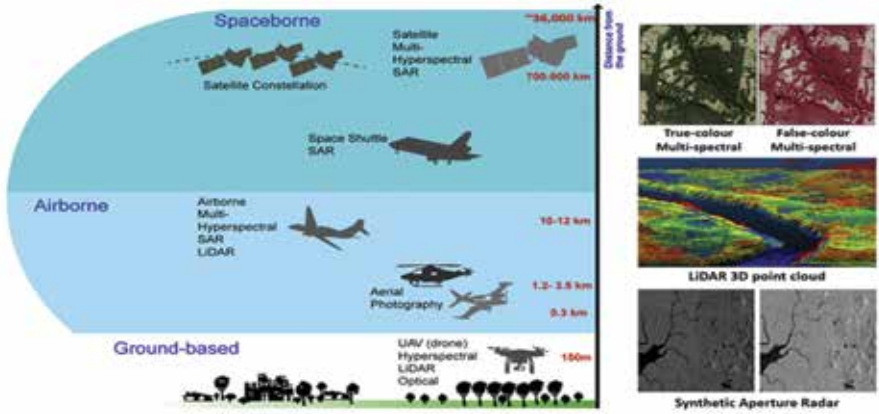 Spaceborne
~36,000 km
Distance from
the ground
Satellite
Multi-
Hyperspectral
SAR
700-900 km
Satellite Constellation
Space Shuttle
SAR
Airborne
Airborne
Multi-
Hyperspectral
SAR
LiDAR
10-12 km
Aerial
Photography
1.2- 3.5 km
0.3 km
Ground-based
UAV (drone)
Hyperspectral
LiDAR
Optical
150m
True-colour
Multi-spectral
False-colour
Multi-spectral
LiDAR 3D point cloud
Synthetic Aperture Radar